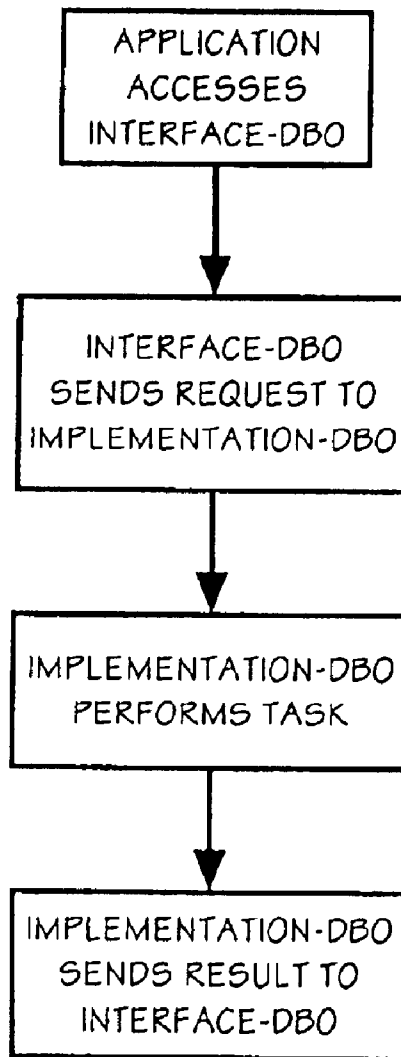 APPLICATION
ACCESSES
INTERFACE-DBO
INTERFACE-DBO
SENDS REQUEST TO
IMPLEMENTATION-DBO
IMPLEMENTATION-DBO
PERFORMS TASK
IMPLEMENTATION-DBO
SENDS RESULT TO
INTERFACE-DBO